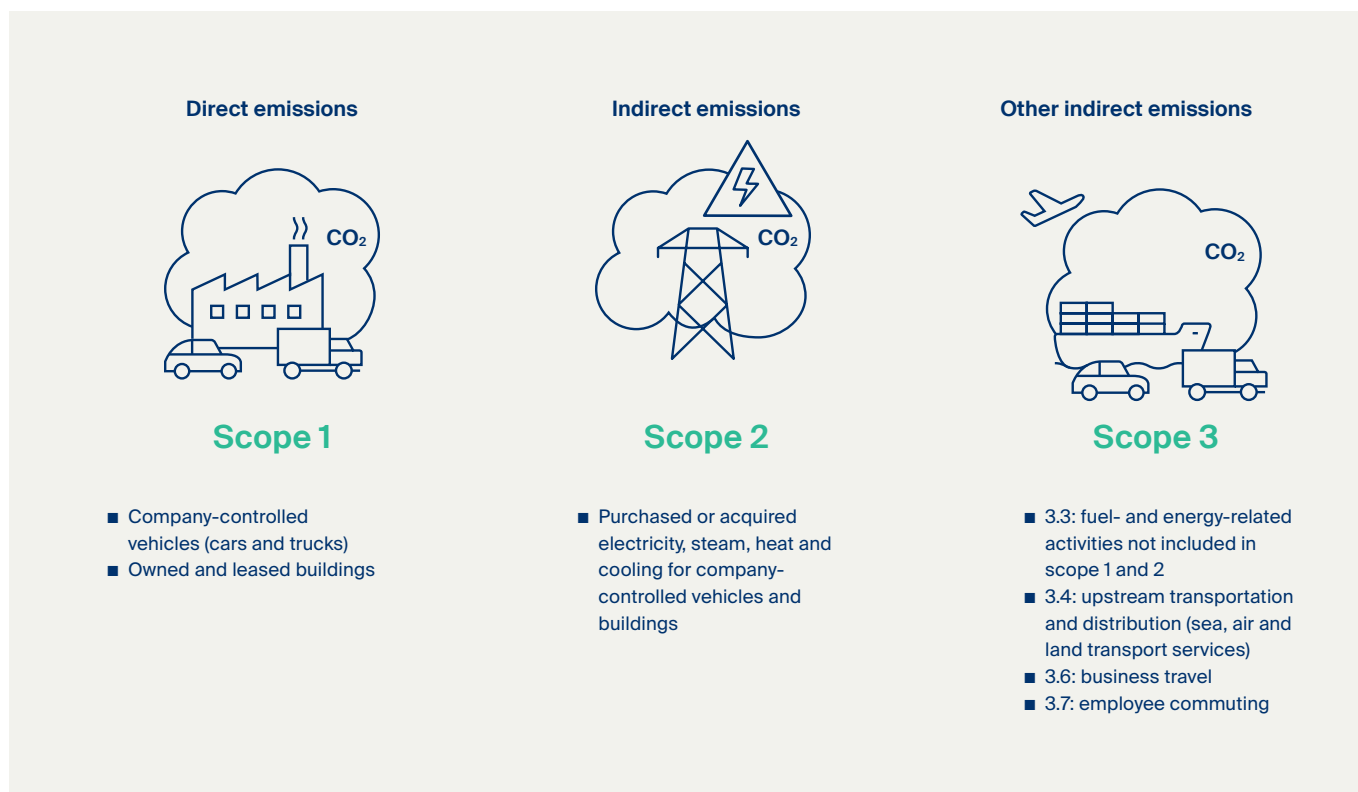 Direct emissions
CO₂
Scope 1
■ Company-controlled
vehicles (cars and trucks)
■ Owned and leased buildings
Indirect emissions
CO₂
Scope 2
■ Purchased or acquired
electricity, steam, heat and
cooling for company-
controlled vehicles and
buildings
Other indirect emissions
CO₂
Scope 3
■ 3.3: fuel- and energy-related
activities not included in
scope 1 and 2
■ 3.4: upstream transportation
and distribution (sea, air and
land transport services)
■ 3.6: business travel
■ 3.7: employee commuting